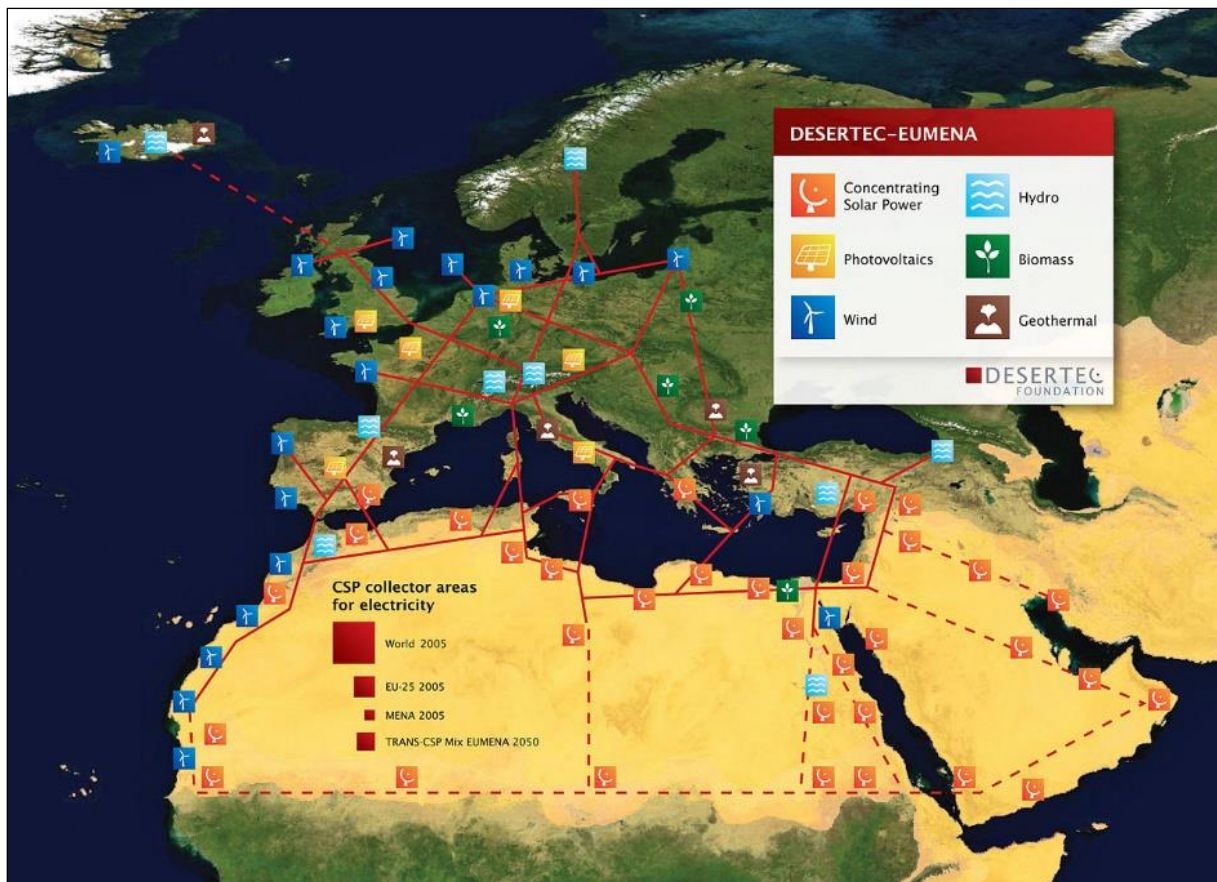 DESERTEC-EUMENA
Concentrating
Solar Power
Hydro
Photovoltaics
Biomass
Wind
Geothermal
DESERTEC
FOUNDATION
CSP collector areas
for electricity
World 2005
EU-25 2005
MENA 2005
TRANS-CSP Mix EUMENA 2050